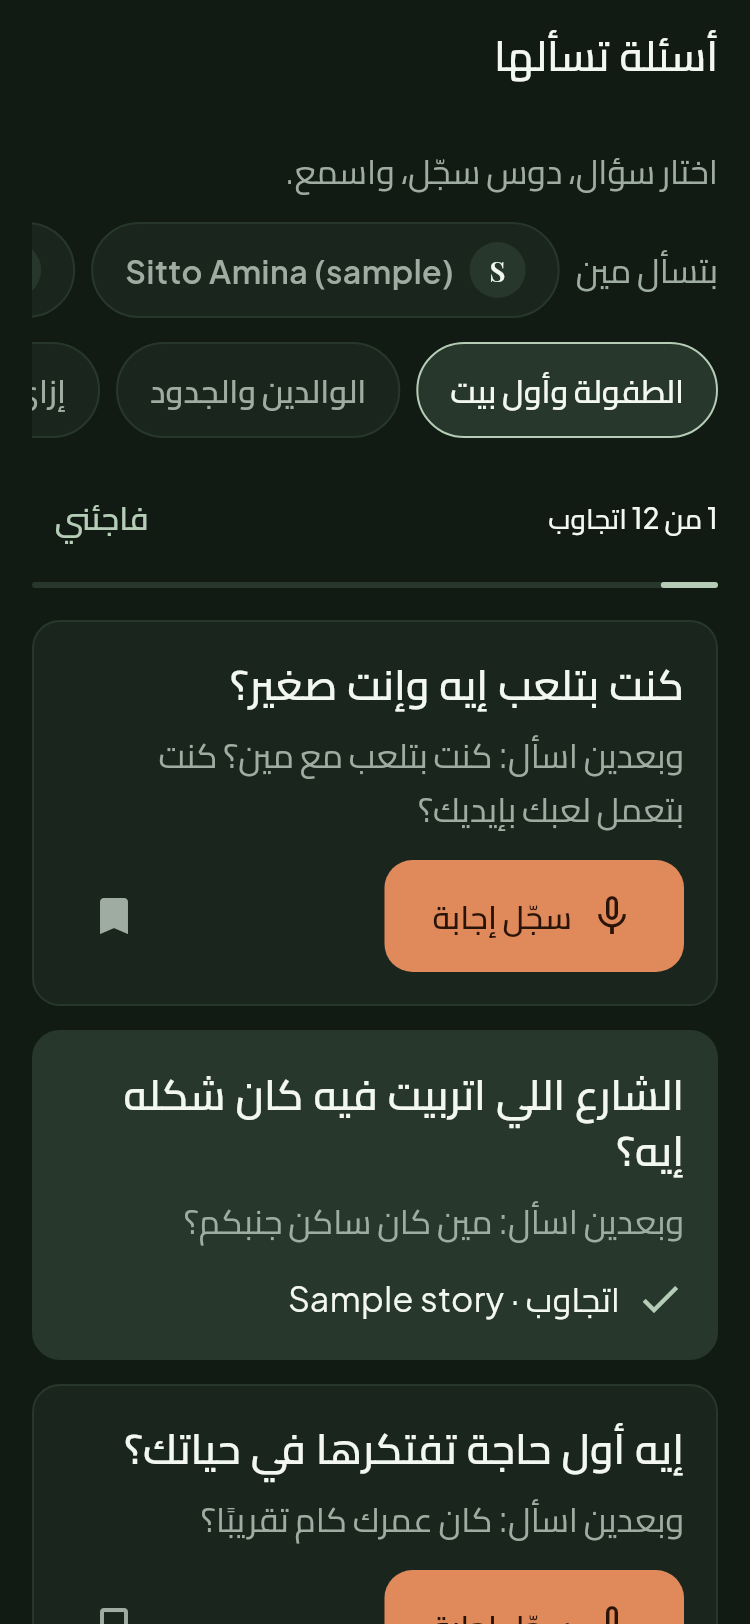 أسئلة تسألها
اختار سؤال، دوس سجّل، واسمع.
بتسأل مين
S Sitto Amina (sample)
الطفولة وأول بيت
الوالدين والجدود
1 من 12 اتجاوب
فاجئني
كنت بتلعب إيه وإنت صغير؟
وبعدين اسأل: كنت بتلعب مع مين؟ كنت
بتعمل لعبك بإيديك؟
سجّل إجابة
الشارع اللي اتربيت فيه كان شكله
إيه؟
وبعدين اسأل: مين كان ساكن جنبكم؟
اتجاوب · Sample story
إيه أول حاجة تفتكرها في حياتك؟
وبعدين اسأل: كان عمرك كام تقريبًا؟